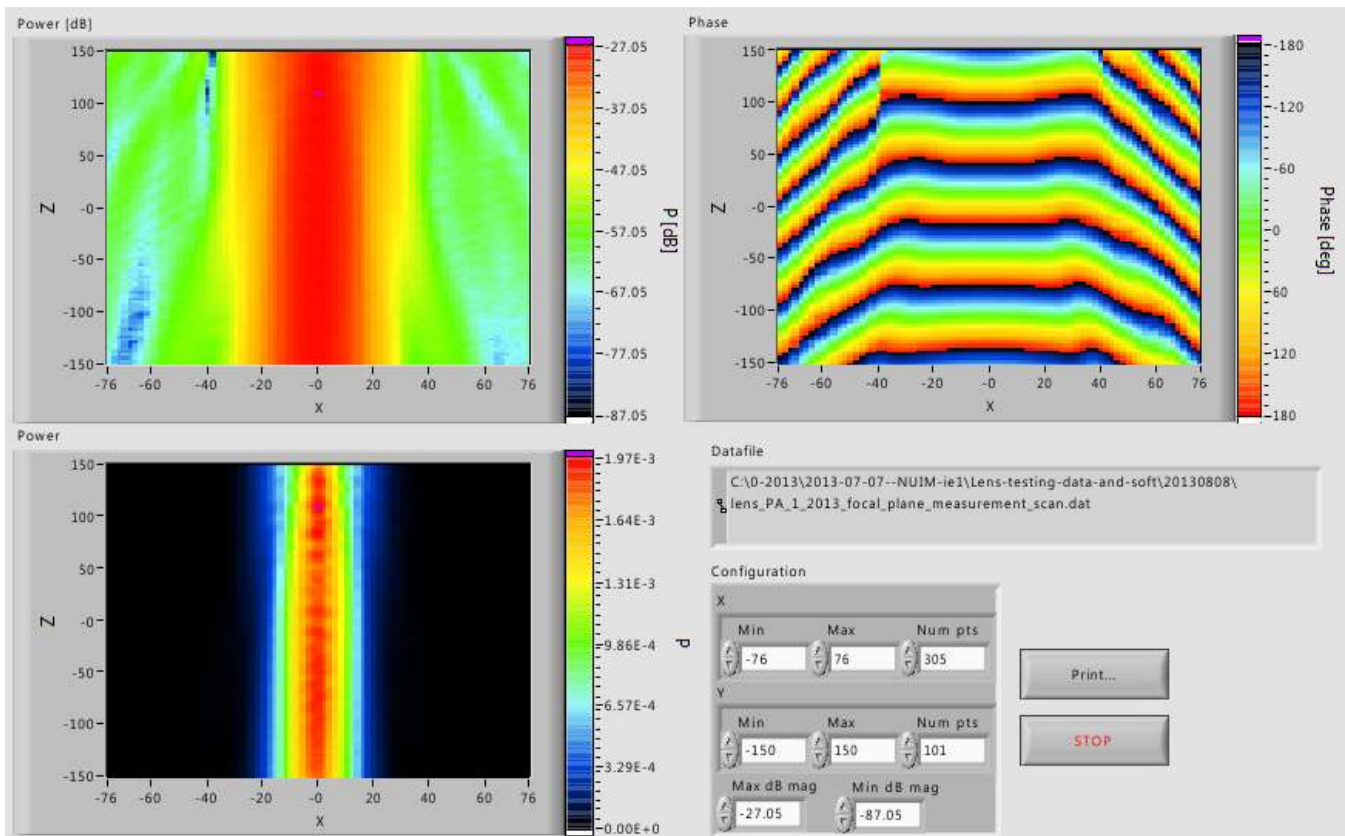 Power [dB]
150
100
50
-0
-50
-100
-150
Z
-76 -60 -40 -20 -0 20 40 60 76
X
-27.05
-37.05
-47.05
-57.05
-67.05
-77.05
-87.05
P [dB]
Phase
150
100
50
-0
-50
-100
-150
Z
-76 -60 -40 -20 -0 20 40 60 76
X
-180
-120
-60
0
60
120
180
Phase [deg]
Power
150
100
50
-0
-50
-100
-150
Z
-76 -60 -40 -20 -0 20 40 60 76
X
1.97E-3
1.64E-3
1.31E-3
9.86E-4
6.57E-4
3.29E-4
0.00E+0
P
Datafile
C:\0-2013\2013-07-07--NUIM-ie1\Lens-testing-data-and-soft\20130808\
lens_PA_1_2013_focal_plane_measurement_scan.dat
Configuration
X
Min Max Num pts
-76 76 305
Y
Min Max Num pts
-150 150 101
Max dB mag Min dB mag
-27.05 -87.05
Print...
STOP